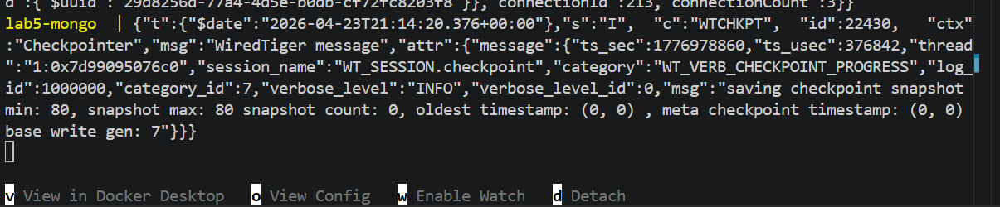 d":{"$uuid":"29d8256d-77a4-4d5e-b0db-cf72fc8203f8"}}, connectionId":213,"connectionCount":3}}
lab5-mongo | {"t":{"$date":"2026-04-23T21:14:20.376+00:00"},"s":"I", "c":"WTCHKPT", "id":22430, "ctx
":"Checkpointer","msg":"WiredTiger message","attr":{"message":{"ts_sec":1776978860,"ts_usec":376842,"thread
":"1:0x7d99095076c0","session_name":"WT_SESSION.checkpoint","category":"WT_VERB_CHECKPOINT_PROGRESS","log_
id":1000000,"category_id":7,"verbose_level":"INFO","verbose_level_id":0,"msg":"saving checkpoint snapshot
min: 80, snapshot max: 80 snapshot count: 0, oldest timestamp: (0, 0) , meta checkpoint timestamp: (0, 0)
base write gen: 7"}}}
v View in Docker Desktop o View Config w Enable Watch d Detach